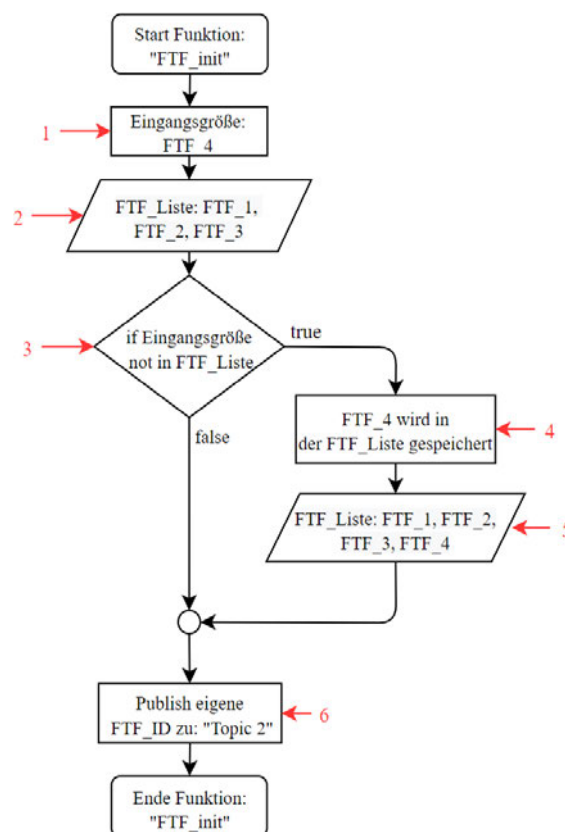 Start Funktion:
"FTF_init"
1
Eingangsgröße:
FTF_4
2
FTF_Liste: FTF_1,
FTF_2, FTF_3
3
if Eingangsgröße
not in FTF_Liste
true
false
FTF_4 wird in
der FTF_Liste gespeichert
4
FTF_Liste: FTF_1, FTF_2,
FTF_3, FTF_4
Publish eigene
FTF_ID zu: "Topic 2"
6
Ende Funktion:
"FTF_init"